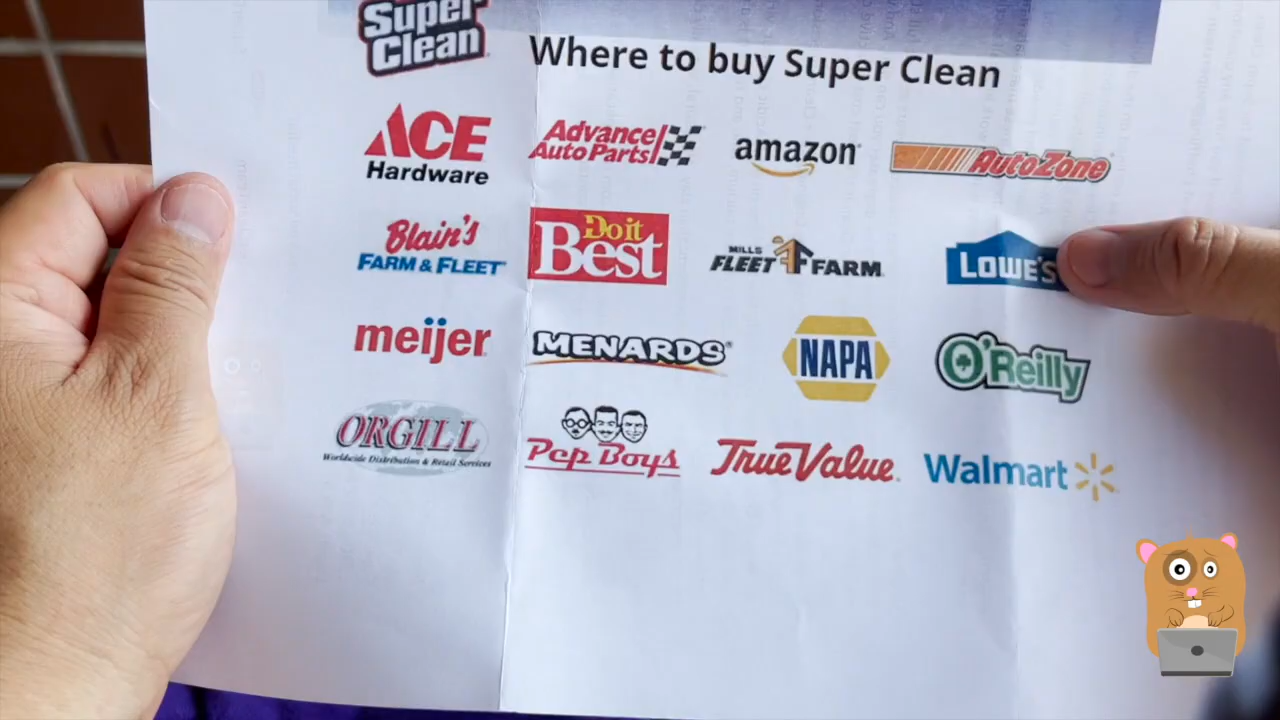 Super
Clean
Where to buy Super Clean
ACE
Hardware
Advance
Auto Parts
amazon
AutoZone
Blain's
FARM & FLEET
Do it
Best
MILLS
FLEET FARM
LOWE'S
meijer
MENARDS
NAPA
O'Reilly
ORGILL
Worldwide Distribution & Retail Services
Pep Boys
True Value
Walmart